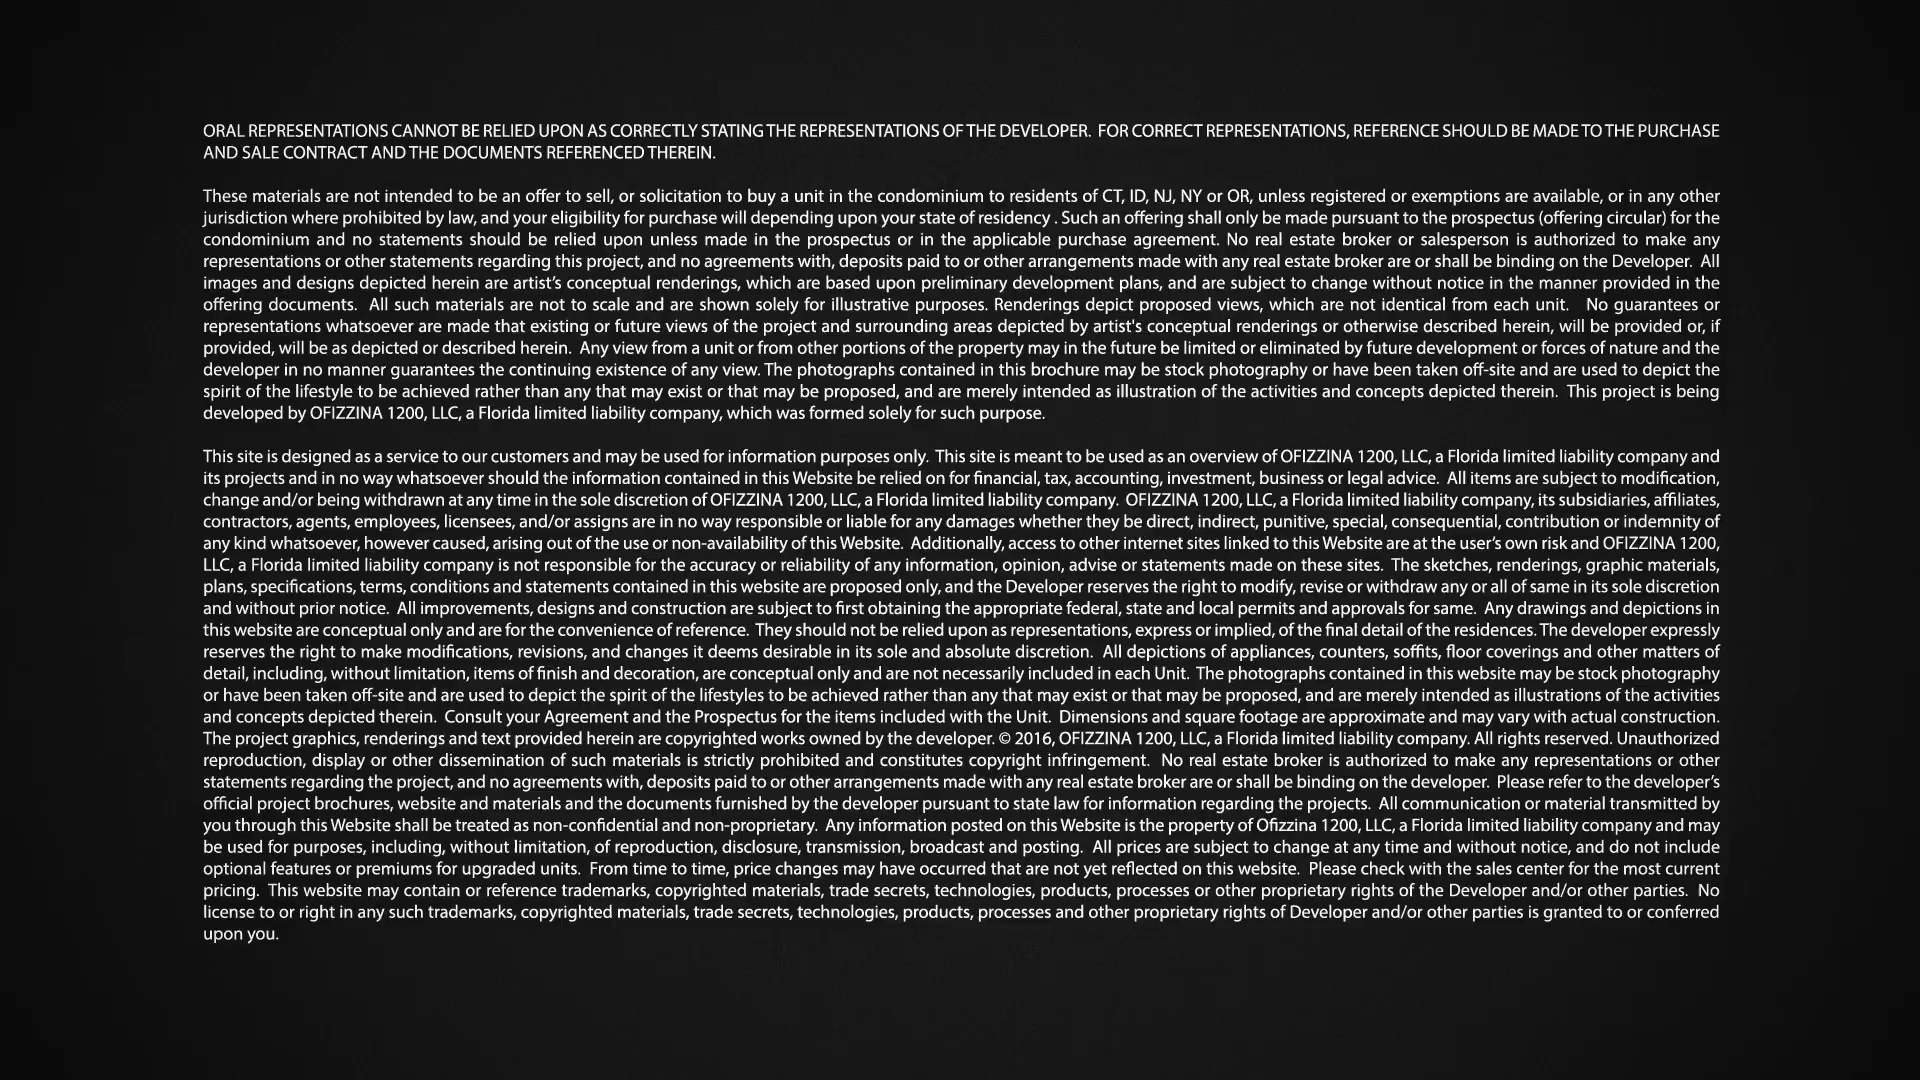 ORAL REPRESENTATIONS CANNOT BE RELIED UPON AS CORRECTLY STATING THE REPRESENTATIONS OF THE DEVELOPER. FOR CORRECT REPRESENTATIONS, REFERENCE SHOULD BE MADE TO THE PURCHASE
AND SALE CONTRACT AND THE DOCUMENTS REFERENCED THEREIN.
These materials are not intended to be an offer to sell, or solicitation to buy a unit in the condominium to residents of CT, ID, NJ, NY or OR, unless registered or exemptions are available, or in any other
jurisdiction where prohibited by law, and your eligibility for purchase will depending upon your state of residency . Such an offering shall only be made pursuant to the prospectus (offering circular) for the
condominium and no statements should be relied upon unless made in the prospectus or in the applicable purchase agreement. No real estate broker or salesperson is authorized to make any
representations or other statements regarding this project, and no agreements with, deposits paid to or other arrangements made with any real estate broker are or shall be binding on the Developer. All
images and designs depicted herein are artist’s conceptual renderings, which are based upon preliminary development plans, and are subject to change without notice in the manner provided in the
offering documents. All such materials are not to scale and are shown solely for illustrative purposes. Renderings depict proposed views, which are not identical from each unit. No guarantees or
representations whatsoever are made that existing or future views of the project and surrounding areas depicted by artist's conceptual renderings or otherwise described herein, will be provided or, if
provided, will be as depicted or described herein. Any view from a unit or from other portions of the property may in the future be limited or eliminated by future development or forces of nature and the
developer in no manner guarantees the continuing existence of any view. The photographs contained in this brochure may be stock photography or have been taken off-site and are used to depict the
spirit of the lifestyle to be achieved rather than any that may exist or that may be proposed, and are merely intended as illustration of the activities and concepts depicted therein. This project is being
developed by OFIZZINA 1200, LLC, a Florida limited liability company, which was formed solely for such purpose.
This site is designed as a service to our customers and may be used for information purposes only. This site is meant to be used as an overview of OFIZZINA 1200, LLC, a Florida limited liability company and
its projects and in no way whatsoever should the information contained in this Website be relied on for financial, tax, accounting, investment, business or legal advice. All items are subject to modification,
change and/or being withdrawn at any time in the sole discretion of OFIZZINA 1200, LLC, a Florida limited liability company. OFIZZINA 1200, LLC, a Florida limited liability company, its subsidiaries, affiliates,
contractors, agents, employees, licensees, and/or assigns are in no way responsible or liable for any damages whether they be direct, indirect, punitive, special, consequential, contribution or indemnity of
any kind whatsoever, however caused, arising out of the use or non-availability of this Website. Additionally, access to other internet sites linked to this Website are at the user’s own risk and OFIZZINA 1200,
LLC, a Florida limited liability company is not responsible for the accuracy or reliability of any information, opinion, advise or statements made on these sites. The sketches, renderings, graphic materials,
plans, specifications, terms, conditions and statements contained in this website are proposed only, and the Developer reserves the right to modify, revise or withdraw any or all of same in its sole discretion
and without prior notice. All improvements, designs and construction are subject to first obtaining the appropriate federal, state and local permits and approvals for same. Any drawings and depictions in
this website are conceptual only and are for the convenience of reference. They should not be relied upon as representations, express or implied, of the final detail of the residences. The developer expressly
reserves the right to make modifications, revisions, and changes it deems desirable in its sole and absolute discretion. All depictions of appliances, counters, soffits, floor coverings and other matters of
detail, including, without limitation, items of finish and decoration, are conceptual only and are not necessarily included in each Unit. The photographs contained in this website may be stock photography
or have been taken off-site and are used to depict the spirit of the lifestyles to be achieved rather than any that may exist or that may be proposed, and are merely intended as illustrations of the activities
and concepts depicted therein. Consult your Agreement and the Prospectus for the items included with the Unit. Dimensions and square footage are approximate and may vary with actual construction.
The project graphics, renderings and text provided herein are copyrighted works owned by the developer. © 2016, OFIZZINA 1200, LLC, a Florida limited liability company. All rights reserved. Unauthorized
reproduction, display or other dissemination of such materials is strictly prohibited and constitutes copyright infringement. No real estate broker is authorized to make any representations or other
statements regarding the project, and no agreements with, deposits paid to or other arrangements made with any real estate broker are or shall be binding on the developer. Please refer to the developer’s
official project brochures, website and materials and the documents furnished by the developer pursuant to state law for information regarding the projects. All communication or material transmitted by
you through this Website shall be treated as non-confidential and non-proprietary. Any information posted on this Website is the property of Ofizzina 1200, LLC, a Florida limited liability company and may
be used for purposes, including, without limitation, of reproduction, disclosure, transmission, broadcast and posting. All prices are subject to change at any time and without notice, and do not include
optional features or premiums for upgraded units. From time to time, price changes may have occurred that are not yet reflected on this website. Please check with the sales center for the most current
pricing. This website may contain or reference trademarks, copyrighted materials, trade secrets, technologies, products, processes or other proprietary rights of the Developer and/or other parties. No
license to or right in any such trademarks, copyrighted materials, trade secrets, technologies, products, processes and other proprietary rights of Developer and/or other parties is granted to or conferred
upon you.